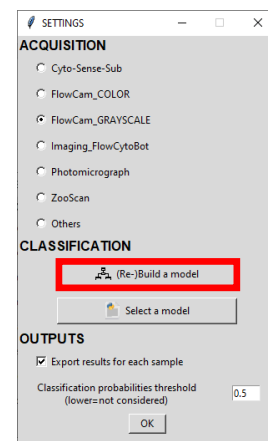 SETTINGS
ACQUISITION
Cyto-Sense-Sub
FlowCam_COLOR
FlowCam_GRAYSCALE
Imaging_FlowCytoBot
Photomicrograph
ZooScan
Others
CLASSIFICATION
(Re-)Build a model
Select a model
OUTPUTS
Export results for each sample
Classification probabilities threshold
(lower=not considered)
0.5
OK